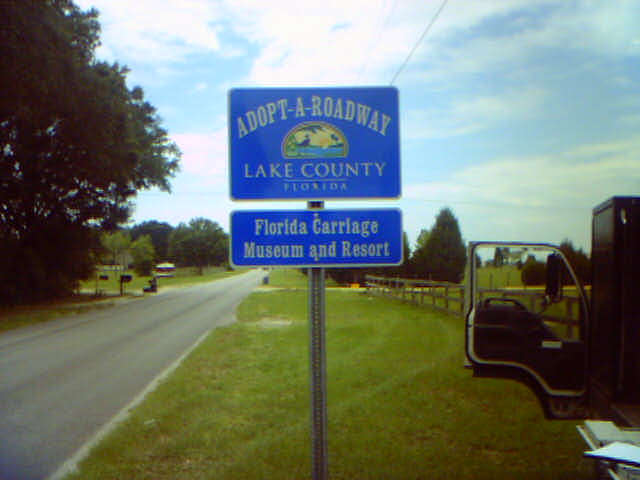 ADOPT-A-ROADWAY
LAKE COUNTY
FLORIDA
Florida Carriage
Museum and Resort